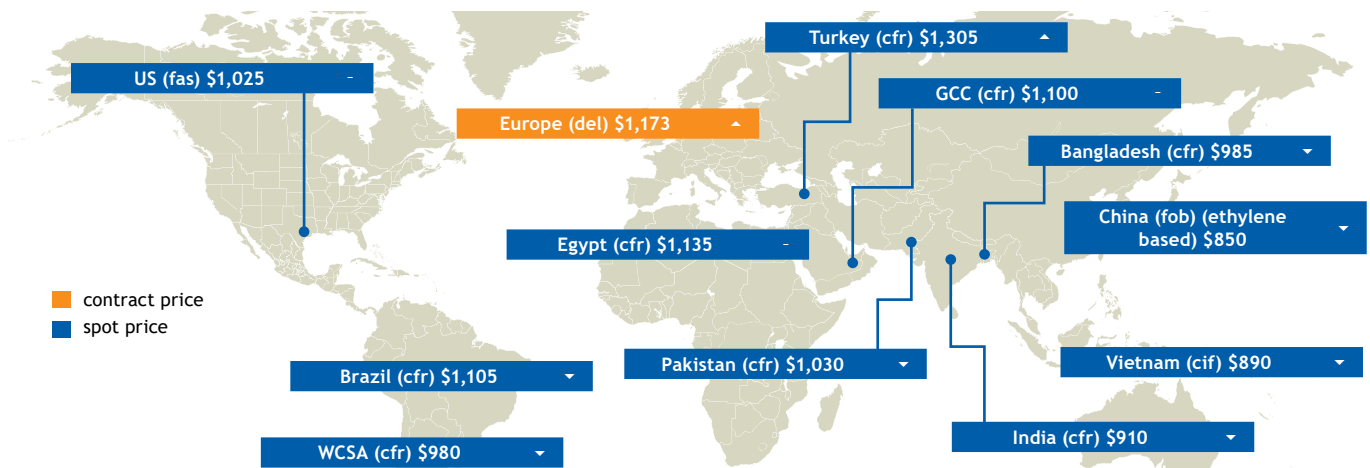 Turkey (cfr) $1,305
US (fas) $1,025 –
GCC (cfr) $1,100 –
Europe (del) $1,173
Bangladesh (cfr) $985
China (fob) (ethylene
based) $850
Egypt (cfr) $1,135 –
contract price
spot price
Pakistan (cfr) $1,030
Vietnam (cif) $890
Brazil (cfr) $1,105
India (cfr) $910
WCSA (cfr) $980